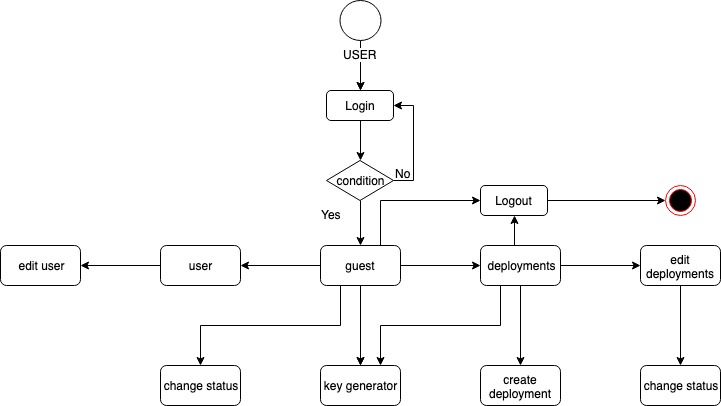 USER
Login
condition
No
Yes
Logout
edit user
user
guest
deployments
edit
deployments
change status
key generator
create
deployment
change status